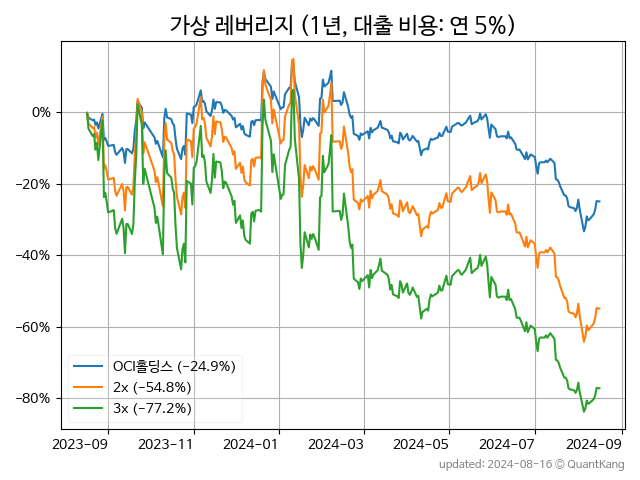 가상 레버리지 (1년, 대출 비용: 연 5%)
0%
−20%
−40%
−60%
−80%
OCI홀딩스 (−24.9%)
2x (−54.8%)
3x (−77.2%)
2023-09 2023-11 2024-01 2024-03 2024-05 2024-07 2024-09
updated: 2024-08-16 © QuantKang